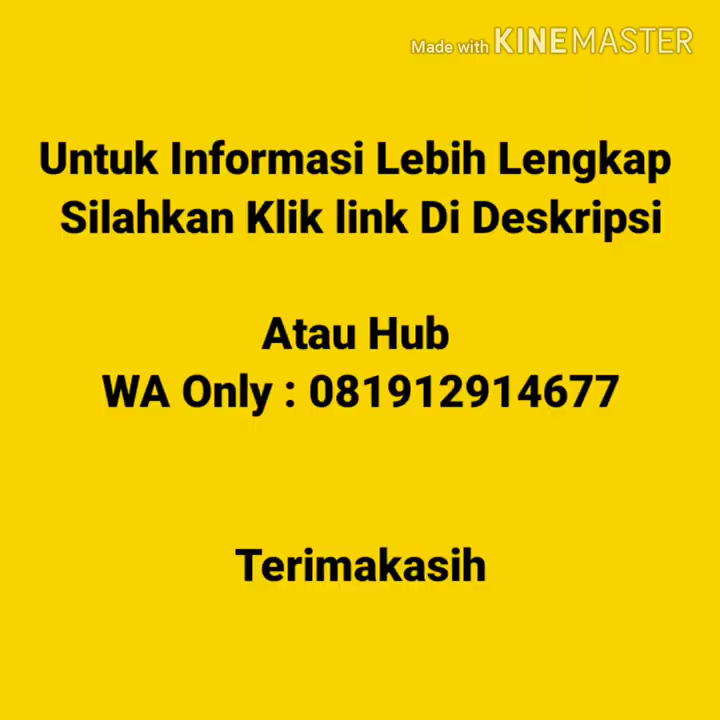 Made with KINEMASTER
Untuk Informasi Lebih Lengkap
Silahkan Klik link Di Deskripsi
Atau Hub
WA Only : 081912914677
Terimakasih